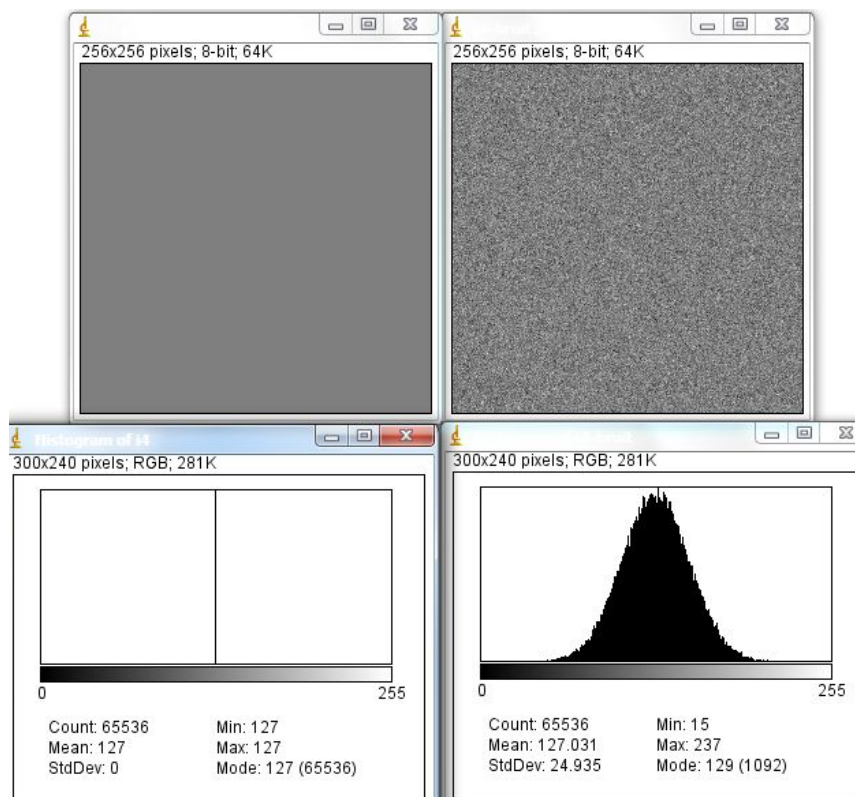 256x256 pixels; 8-bit; 64K
256x256 pixels; 8-bit; 64K
Histogram of i4
300x240 pixels; RGB; 281K
0 255
Count: 65536 Min: 127
Mean: 127 Max: 127
StdDev: 0 Mode: 127 (65536)
300x240 pixels; RGB; 281K
0 255
Count: 65536 Min: 15
Mean: 127.031 Max: 237
StdDev: 24.935 Mode: 129 (1092)